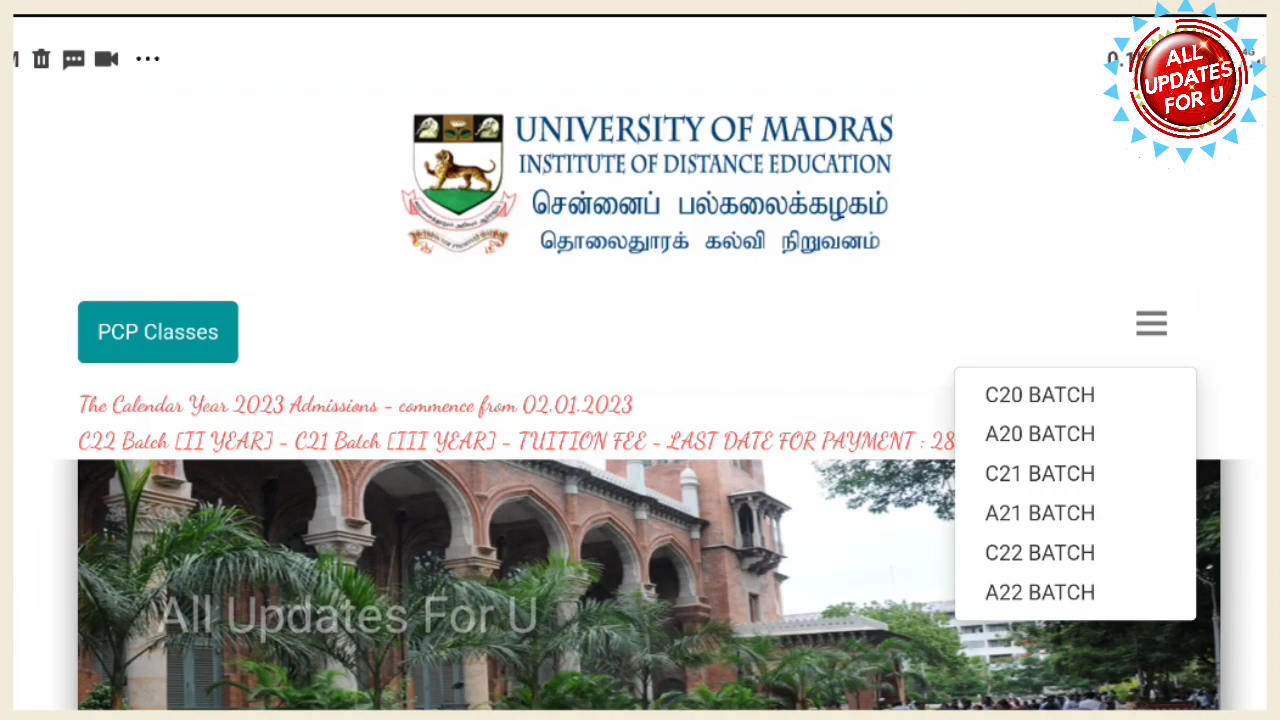 ALL
UPDATES
FOR U
UNIVERSITY OF MADRAS
INSTITUTE OF DISTANCE EDUCATION
சென்னைப் பல்கலைக்கழகம்
தொலைதூரக் கல்வி நிறுவனம்
PCP Classes
The Calendar Year 2023 Admissions - commence from 02.01.2023
C22 Batch [II YEAR] - C21 Batch [III YEAR] - TUITION FEE - LAST DATE FOR PAYMENT : 28
C20 BATCH
A20 BATCH
C21 BATCH
A21 BATCH
C22 BATCH
A22 BATCH
All Updates For U